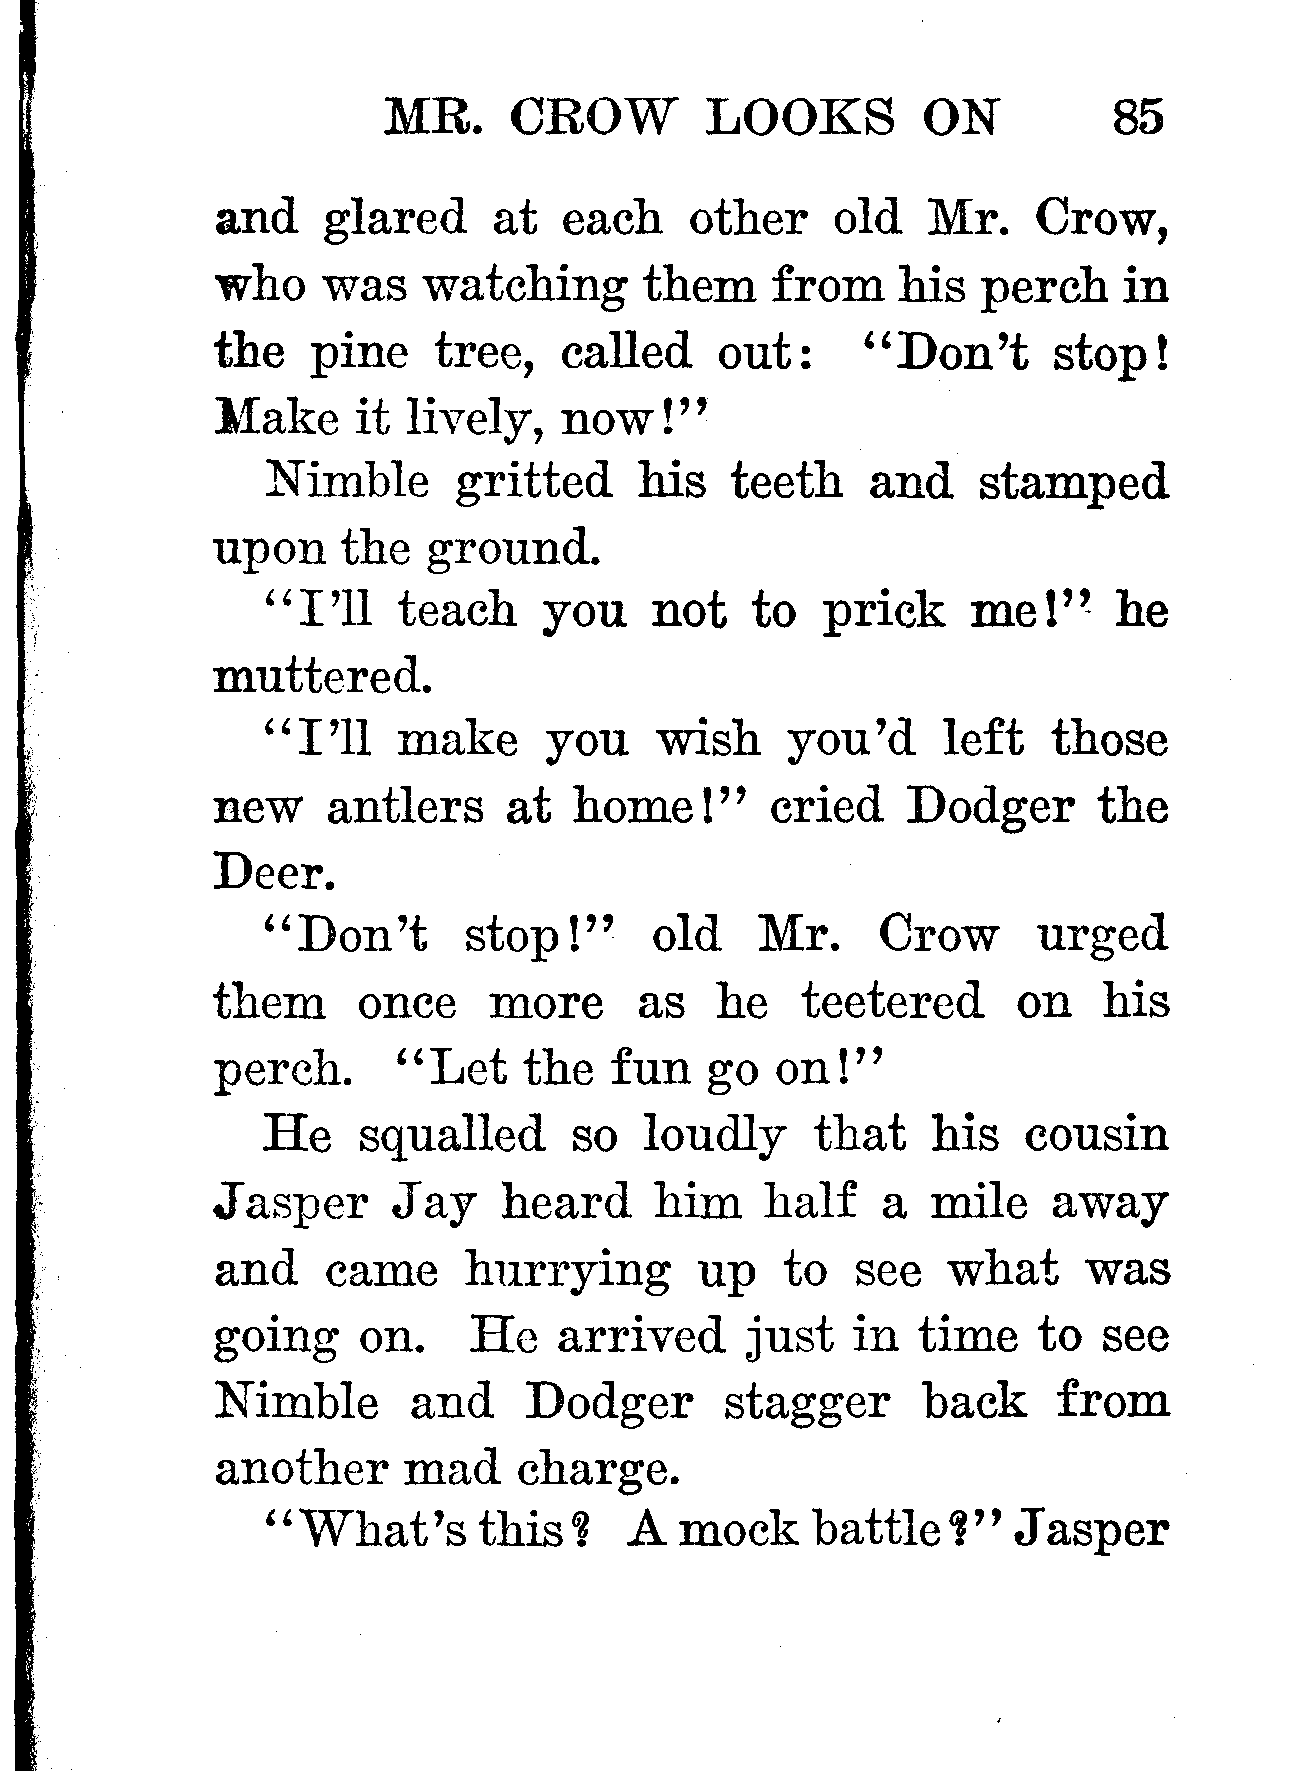 MR. CROW LOOKS ON 85
and glared at each other old Mr. Crow,
who was watching them from his perch in
the pine tree, called out: "Don't stop!
Make it lively, now!"
Nimble gritted his teeth and stamped
upon the ground.
"I'll teach you not to prick me!" he
muttered.
"I'll make you wish you'd left those
new antlers at home!" cried Dodger the
Deer.
"Don't stop!" old Mr. Crow urged
them once more as he teetered on his
perch. "Let the fun go on!"
He squalled so loudly that his cousin
Jasper Jay heard him half a mile away
and came hurrying up to see what was
going on. He arrived just in time to see
Nimble and Dodger stagger back from
another mad charge.
"What's this? A mock battle?" Jasper